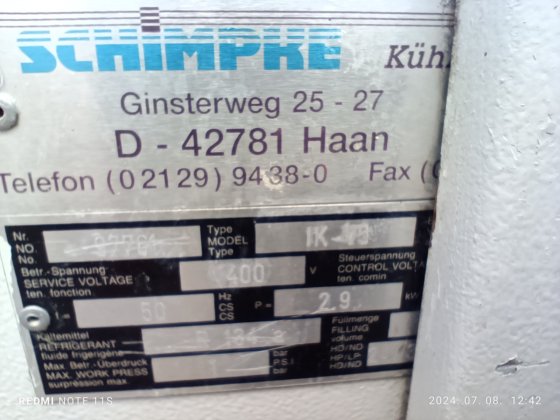 SCHIMPKE Küh
Ginsterweg 25 - 27
D - 42781 Haan
Telefon (02129) 9438-0 Fax (
Nr.
NO.
No.
Type
MODEL
Type
IK
Betr.-Spannung
SERVICE VOLTAGE
ten. fonction
400
V
Steuerspannung
CONTROL VOLT
ten. comin
f =
50
Hz
CS
CS
P =
2.9
kW
Kältemittel
REFRIGERANT
fluide frigérigène
Füllmenge
FILLING
volume
Max. Betr.-Überdruck
MAX. WORK PRESS
surpression max
bar
P.S.I
bar
HD/ND
HP/LP
HD/ND
REDMI NOTE 11S
2024.07.08. 12:42